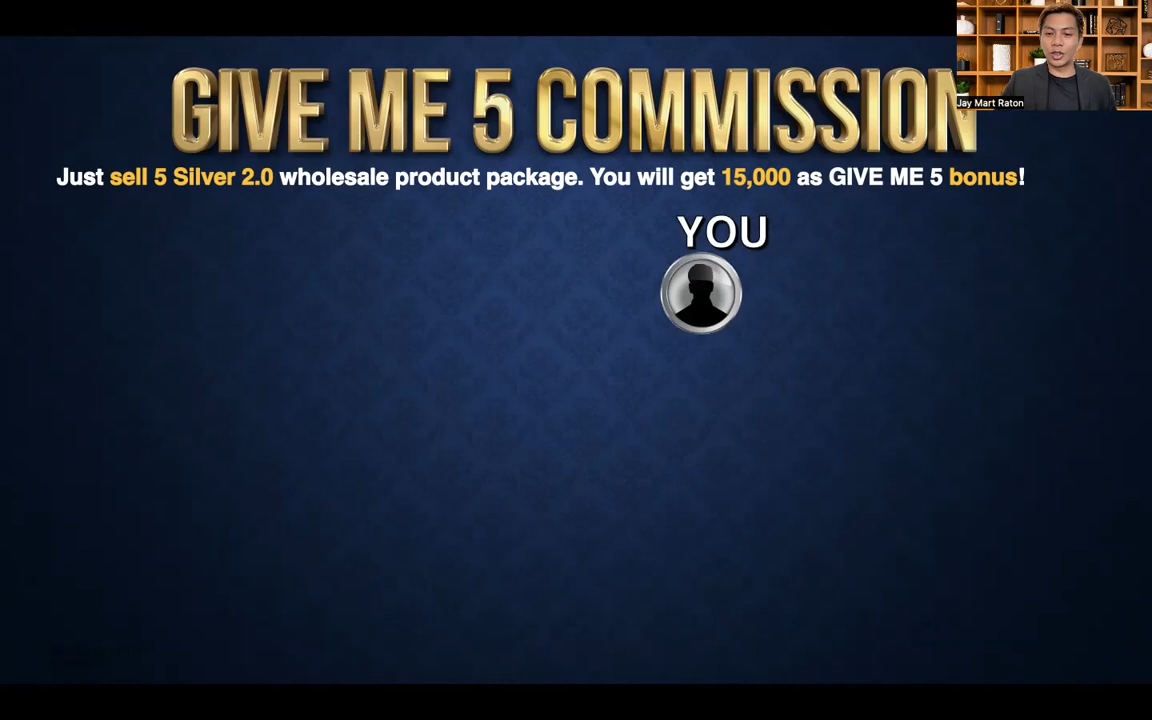 GIVE ME 5 COMMISSION
Jay Mart Raton
Just sell 5 Silver 2.0 wholesale product package. You will get 15,000 as GIVE ME 5 bonus!
YOU